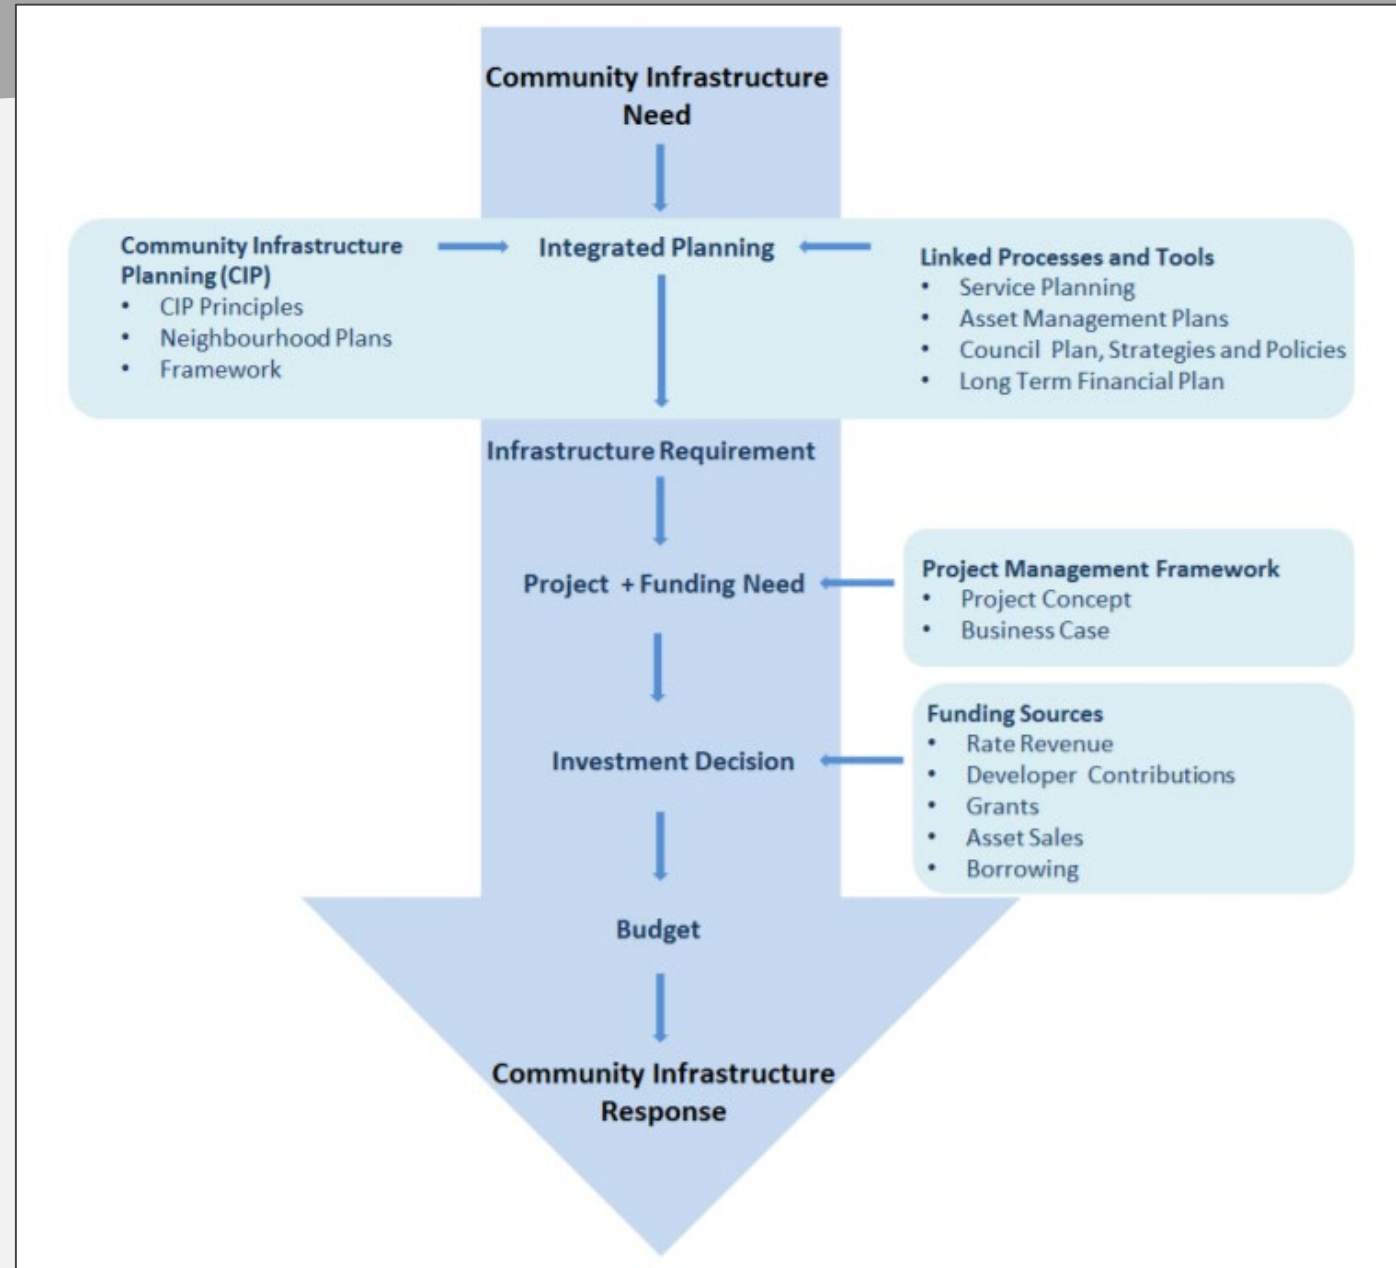 Community Infrastructure
Need
Community Infrastructure
Planning (CIP)
• CIP Principles
• Neighbourhood Plans
• Framework
Integrated Planning
Linked Processes and Tools
• Service Planning
• Asset Management Plans
• Council Plan, Strategies and Policies
• Long Term Financial Plan
Infrastructure Requirement
Project + Funding Need
Project Management Framework
• Project Concept
• Business Case
Investment Decision
Funding Sources
• Rate Revenue
• Developer Contributions
• Grants
• Asset Sales
• Borrowing
Budget
Community Infrastructure
Response